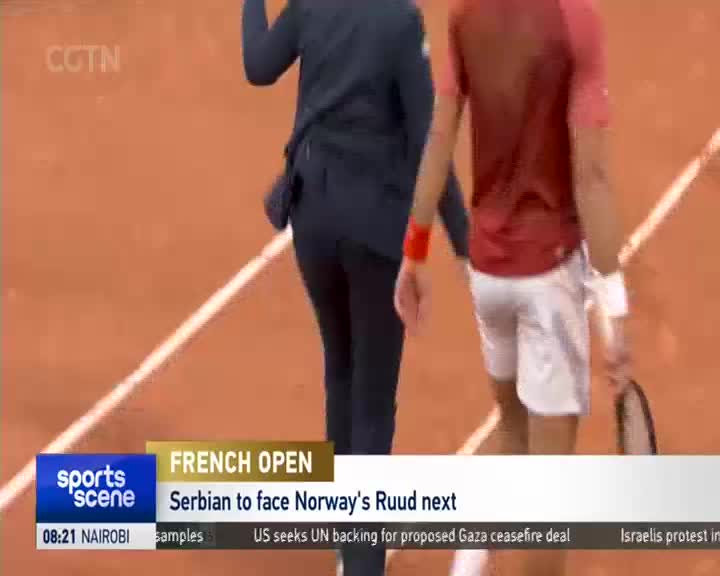 CGTN
FRENCH OPEN
sports scene
Serbian to face Norway's Ruud next
08:21 NAIROBI
samples US seeks UN backing for proposed Gaza ceasefire deal Israelis protest in